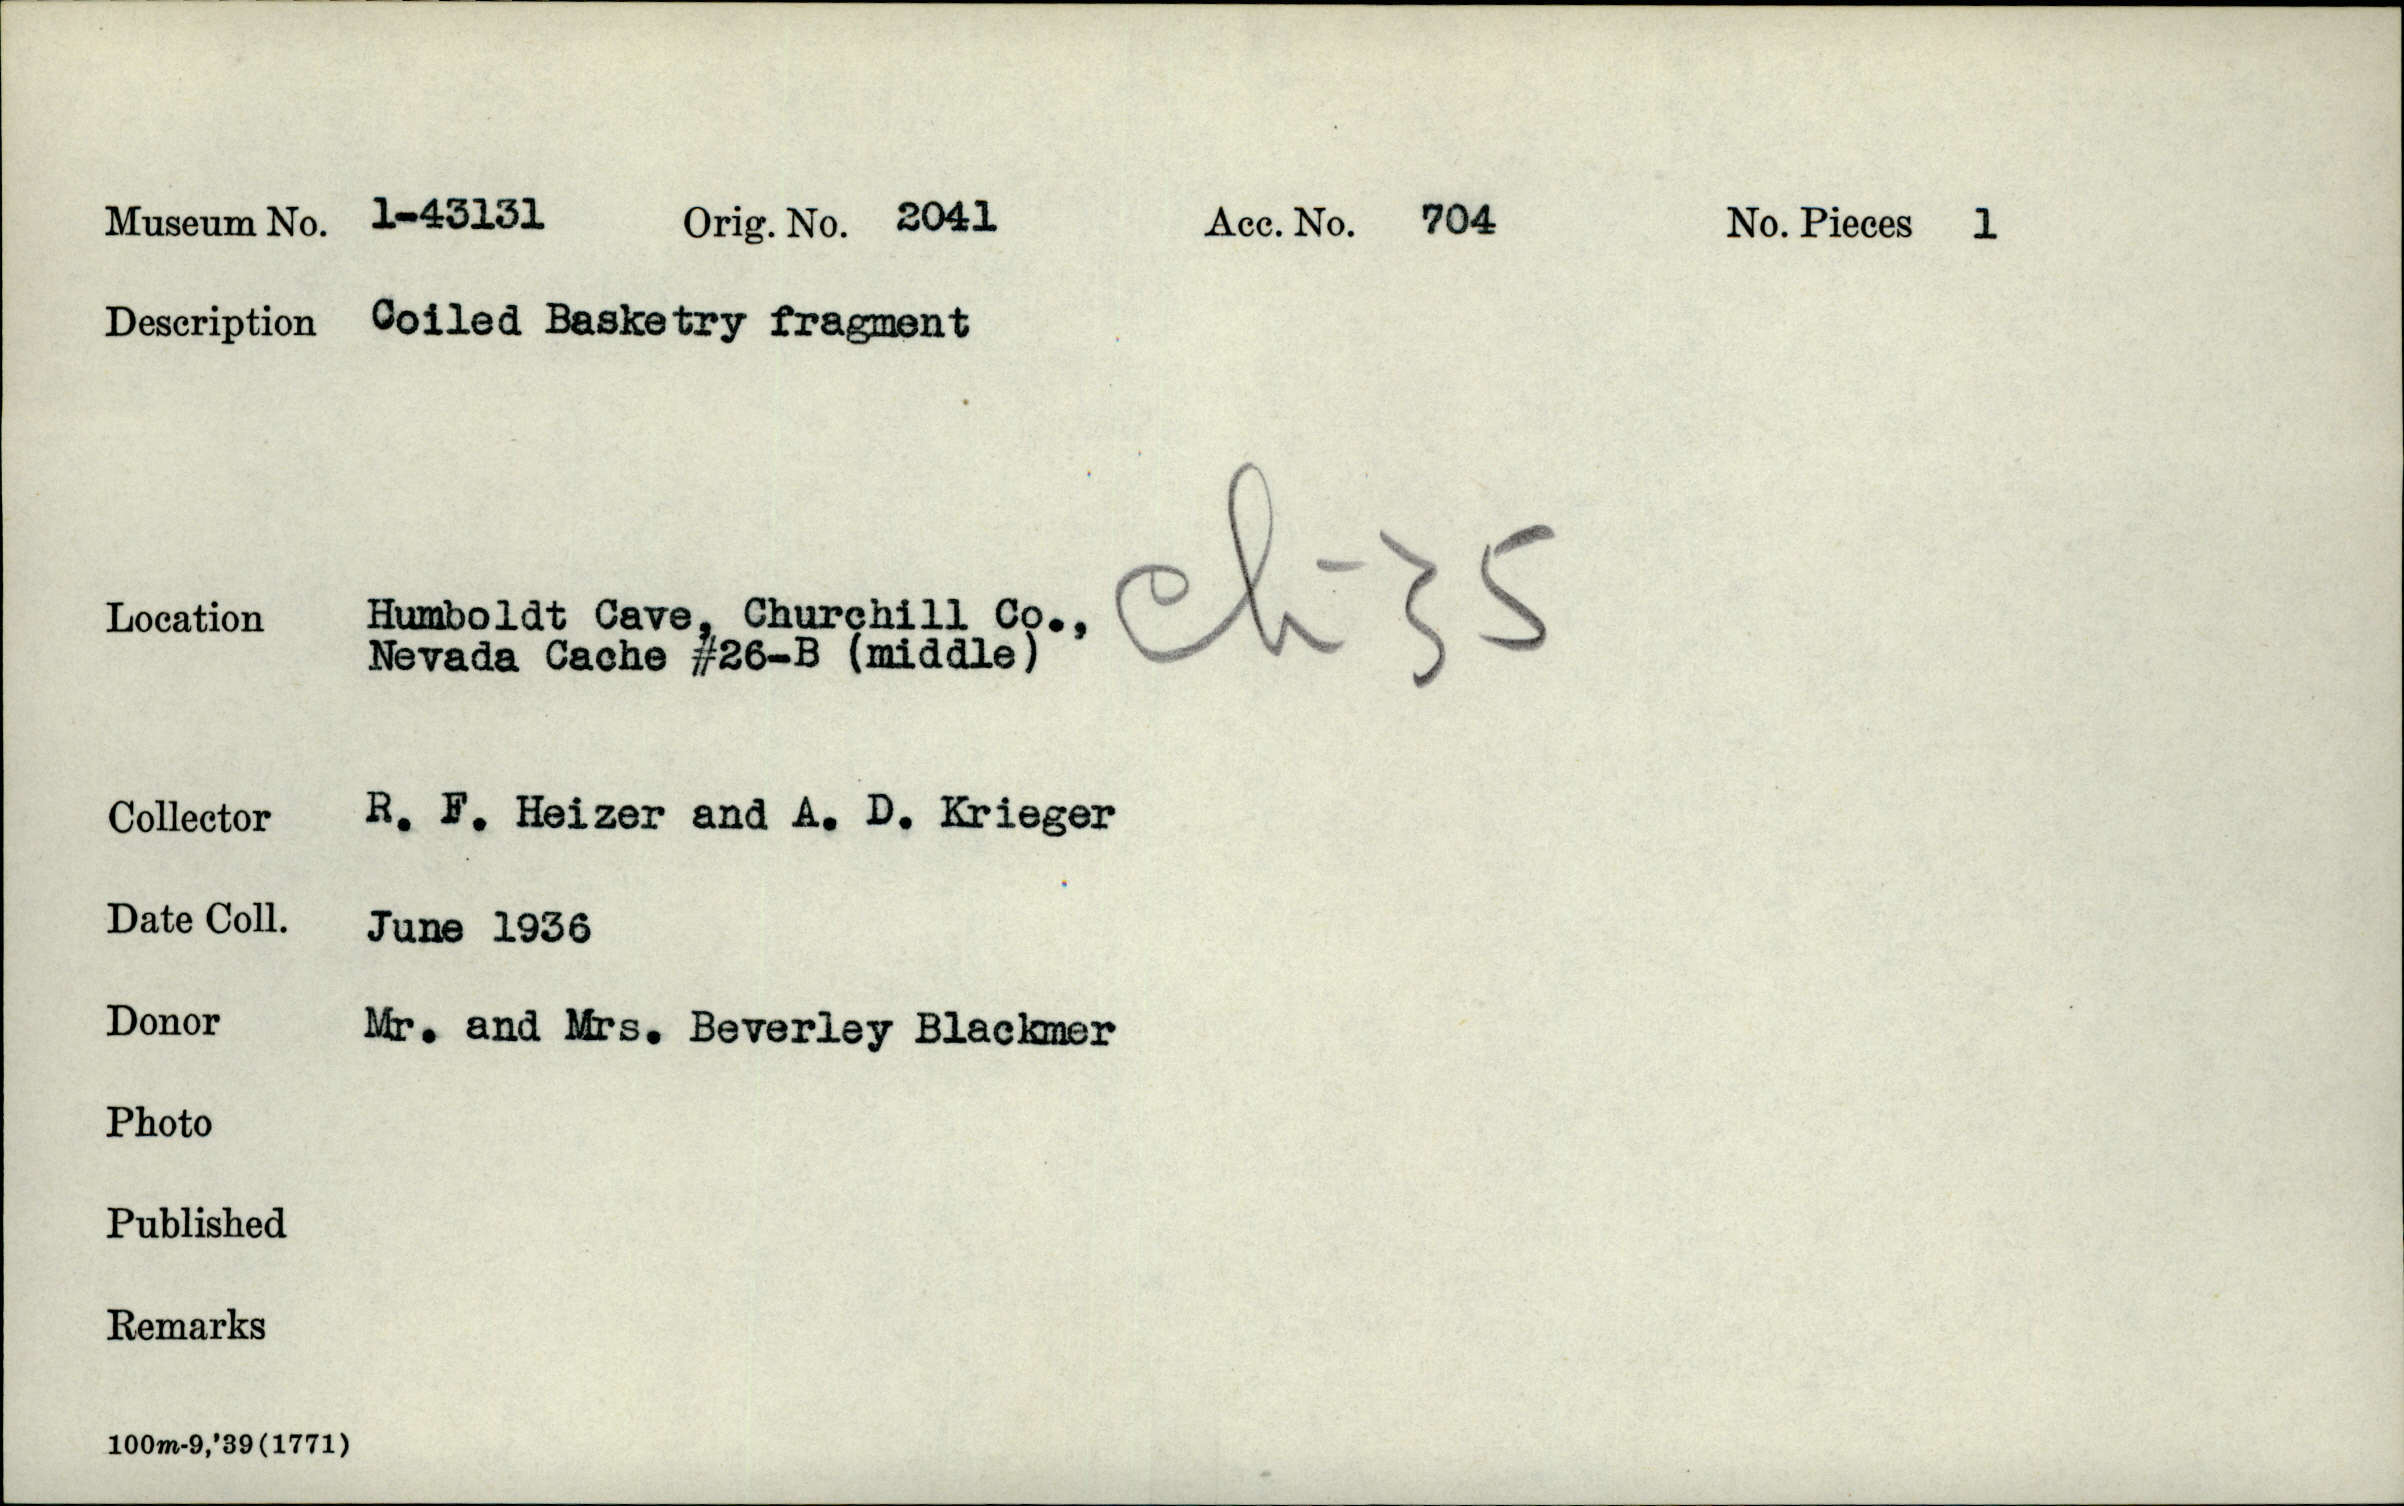 Museum No. 1-43131 Orig. No. 2041 Acc. No. 704 No. Pieces 1
Description Coiled Basketry fragment
Location Humboldt Cave, Churchill Co.,
Nevada Cache #26-B (middle)
Ch-35
Collector R. F. Heizer and A. D. Krieger
Date Coll. June 1936
Donor Mr. and Mrs. Beverley Blackmer
Photo
Published
Remarks
100m-9,'39(1771)